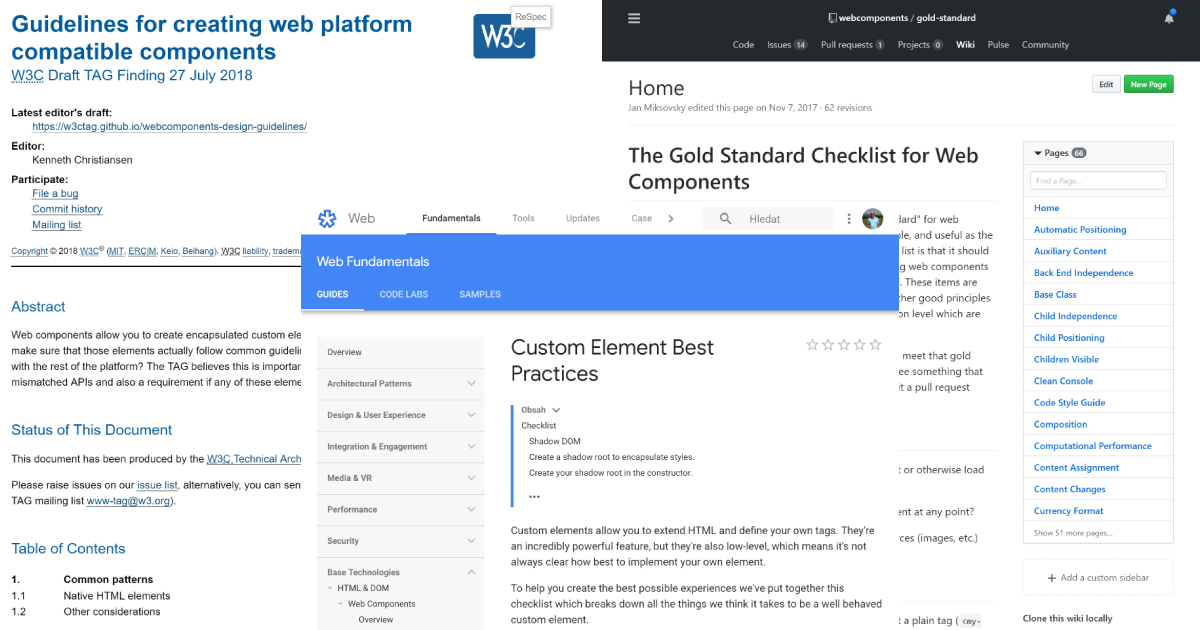 Guidelines for creating web platform
compatible components
W3C Draft TAG Finding 27 July 2018
ReSpec
W3C
Latest editor's draft:
https://w3ctag.github.io/webcomponents-design-guidelines/
Editor:
Kenneth Christiansen
Participate:
File a bug
Commit history
Mailing list
Copyright © 2018 W3C® (MIT, ERCIM, Keio, Beihang). W3C liability, tradem
Abstract
Web components allow you to create encapsulated custom ele
make sure that those elements actually follow common guideli
with the rest of the platform? The TAG believes this is importan
mismatched APIs and also a requirement if any of these eleme
Status of This Document
This document has been produced by the W3C Technical Arch
Please raise issues on our issue list, alternatively, you can sen
TAG mailing list www-tag@w3.org).
Table of Contents
1. Common patterns
1.1 Native HTML elements
1.2 Other considerations
webcomponents / gold-standard
Code Issues 14 Pull requests 1 Projects 0 Wiki Pulse Community
Home
Edit New Page
Jan Miksovsky edited this page on Nov 7, 2017 · 62 revisions
The Gold Standard Checklist for Web
Components
dard" for web
ole, and useful as the
list is that it should
g web components
. These items are
her good principles
on level which are
meet that gold
ee something that
it a pull request
t or otherwise load
ent at any point?
rces (images, etc.)
t a plain tag ( <my-
Pages 66
Find a Page...
Home
Automatic Positioning
Auxiliary Content
Back End Independence
Base Class
Child Independence
Child Positioning
Children Visible
Clean Console
Code Style Guide
Composition
Computational Performance
Content Assignment
Content Changes
Currency Format
Show 51 more pages...
+ Add a custom sidebar
Clone this wiki locally
Web Fundamentals Tools Updates Case Hledat
Web Fundamentals
GUIDES CODE LABS SAMPLES
Overview
Architectural Patterns
Design & User Experience
Integration & Engagement
Media & VR
Performance
Security
Base Technologies
HTML & DOM
Web Components
Overview
Custom Element Best
Practices
Obsah
Checklist
Shadow DOM
Create a shadow root to encapsulate styles.
Create your shadow root in the constructor.
•••
Custom elements allow you to extend HTML and define your own tags. They're
an incredibly powerful feature, but they're also low-level, which means it's not
always clear how best to implement your own element.
To help you create the best possible experiences we've put together this
checklist which breaks down all the things we think it takes to be a well behaved
custom element.